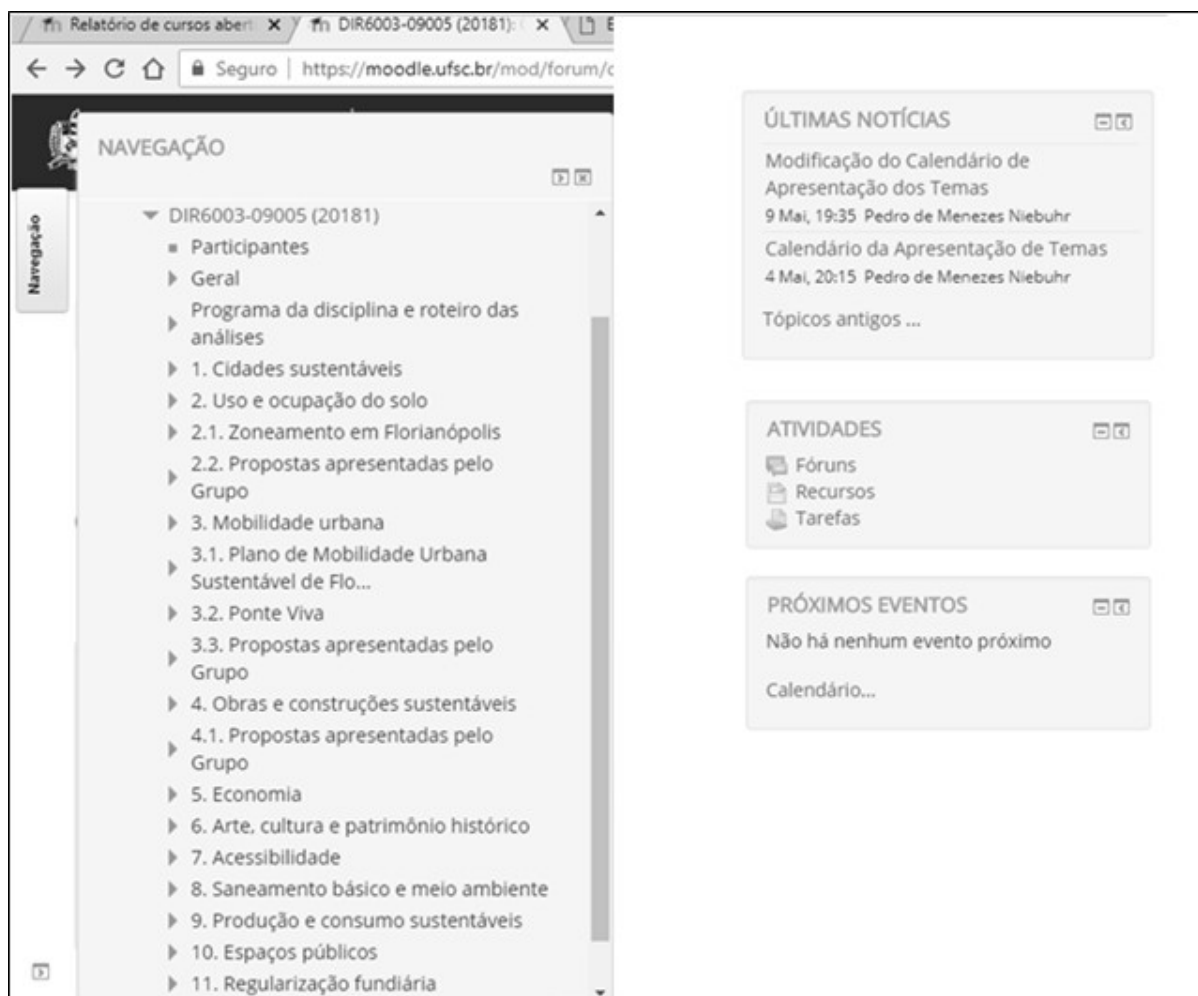 Relatório de cursos abert
DIR6003-09005 (20181):
E
Seguro | https://moodle.ufsc.br/mod/forum/
Navegação
NAVEGAÇÃO
DIR6003-09005 (20181)
Participantes
Geral
Programa da disciplina e roteiro das
análises
1. Cidades sustentáveis
2. Uso e ocupação do solo
2.1. Zoneamento em Florianópolis
2.2. Propostas apresentadas pelo
Grupo
3. Mobilidade urbana
3.1. Plano de Mobilidade Urbana
Sustentável de Flo...
3.2. Ponte Viva
3.3. Propostas apresentadas pelo
Grupo
4. Obras e construções sustentáveis
4.1. Propostas apresentadas pelo
Grupo
5. Economia
6. Arte, cultura e patrimônio histórico
7. Acessibilidade
8. Saneamento básico e meio ambiente
9. Produção e consumo sustentáveis
10. Espaços públicos
11. Regularização fundiária
ÚLTIMAS NOTÍCIAS
Modificação do Calendário de
Apresentação dos Temas
9 Mai, 19:35 Pedro de Menezes Niebuhr
Calendário da Apresentação de Temas
4 Mai, 20:15 Pedro de Menezes Niebuhr
Tópicos antigos ...
ATIVIDADES
Fóruns
Recursos
Tarefas
PRÓXIMOS EVENTOS
Não há nenhum evento próximo
Calendário...